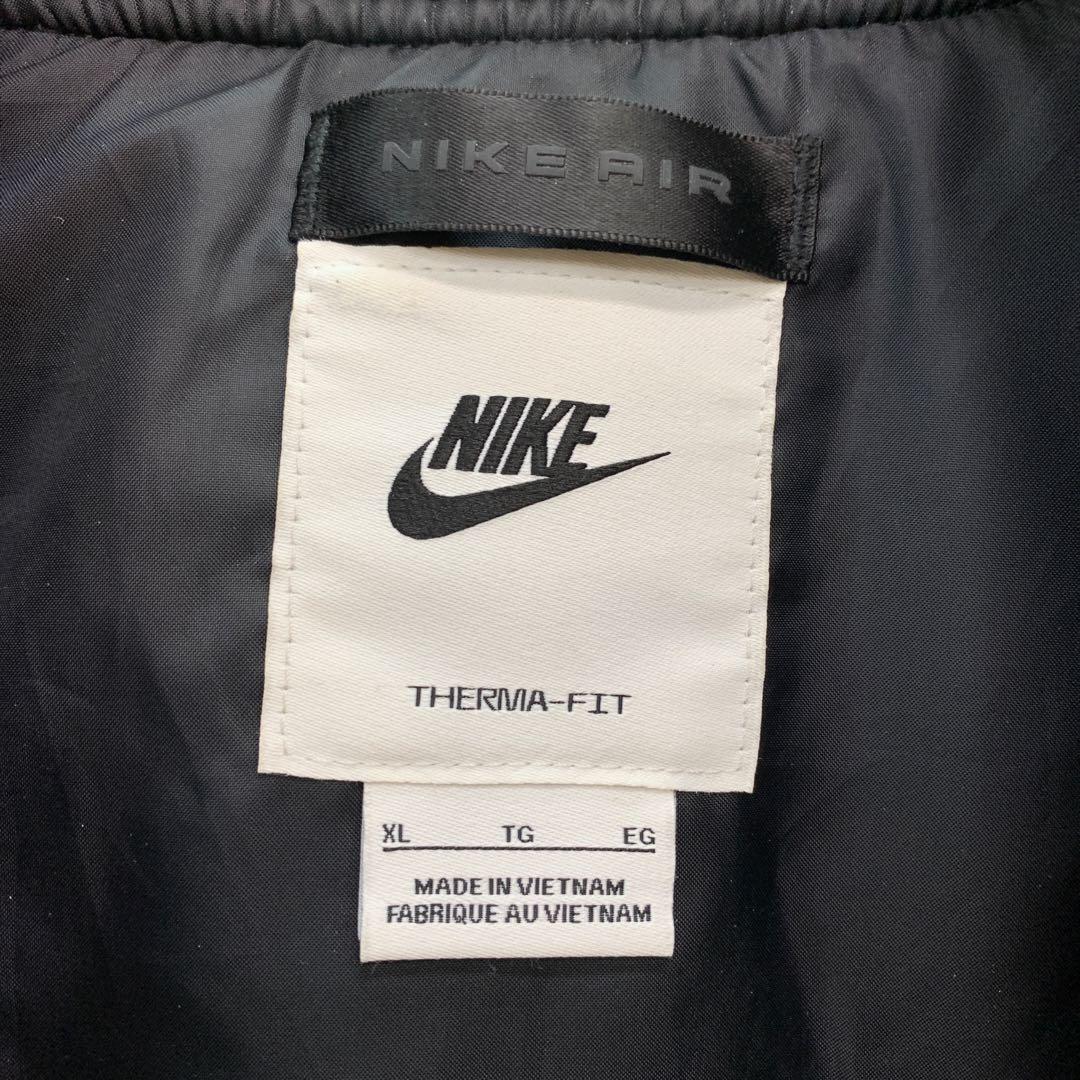 NIKE AIR
NIKE
THERMA-FIT
XL TG EG
MADE IN VIETNAM
FABRIQUE AU VIETNAM